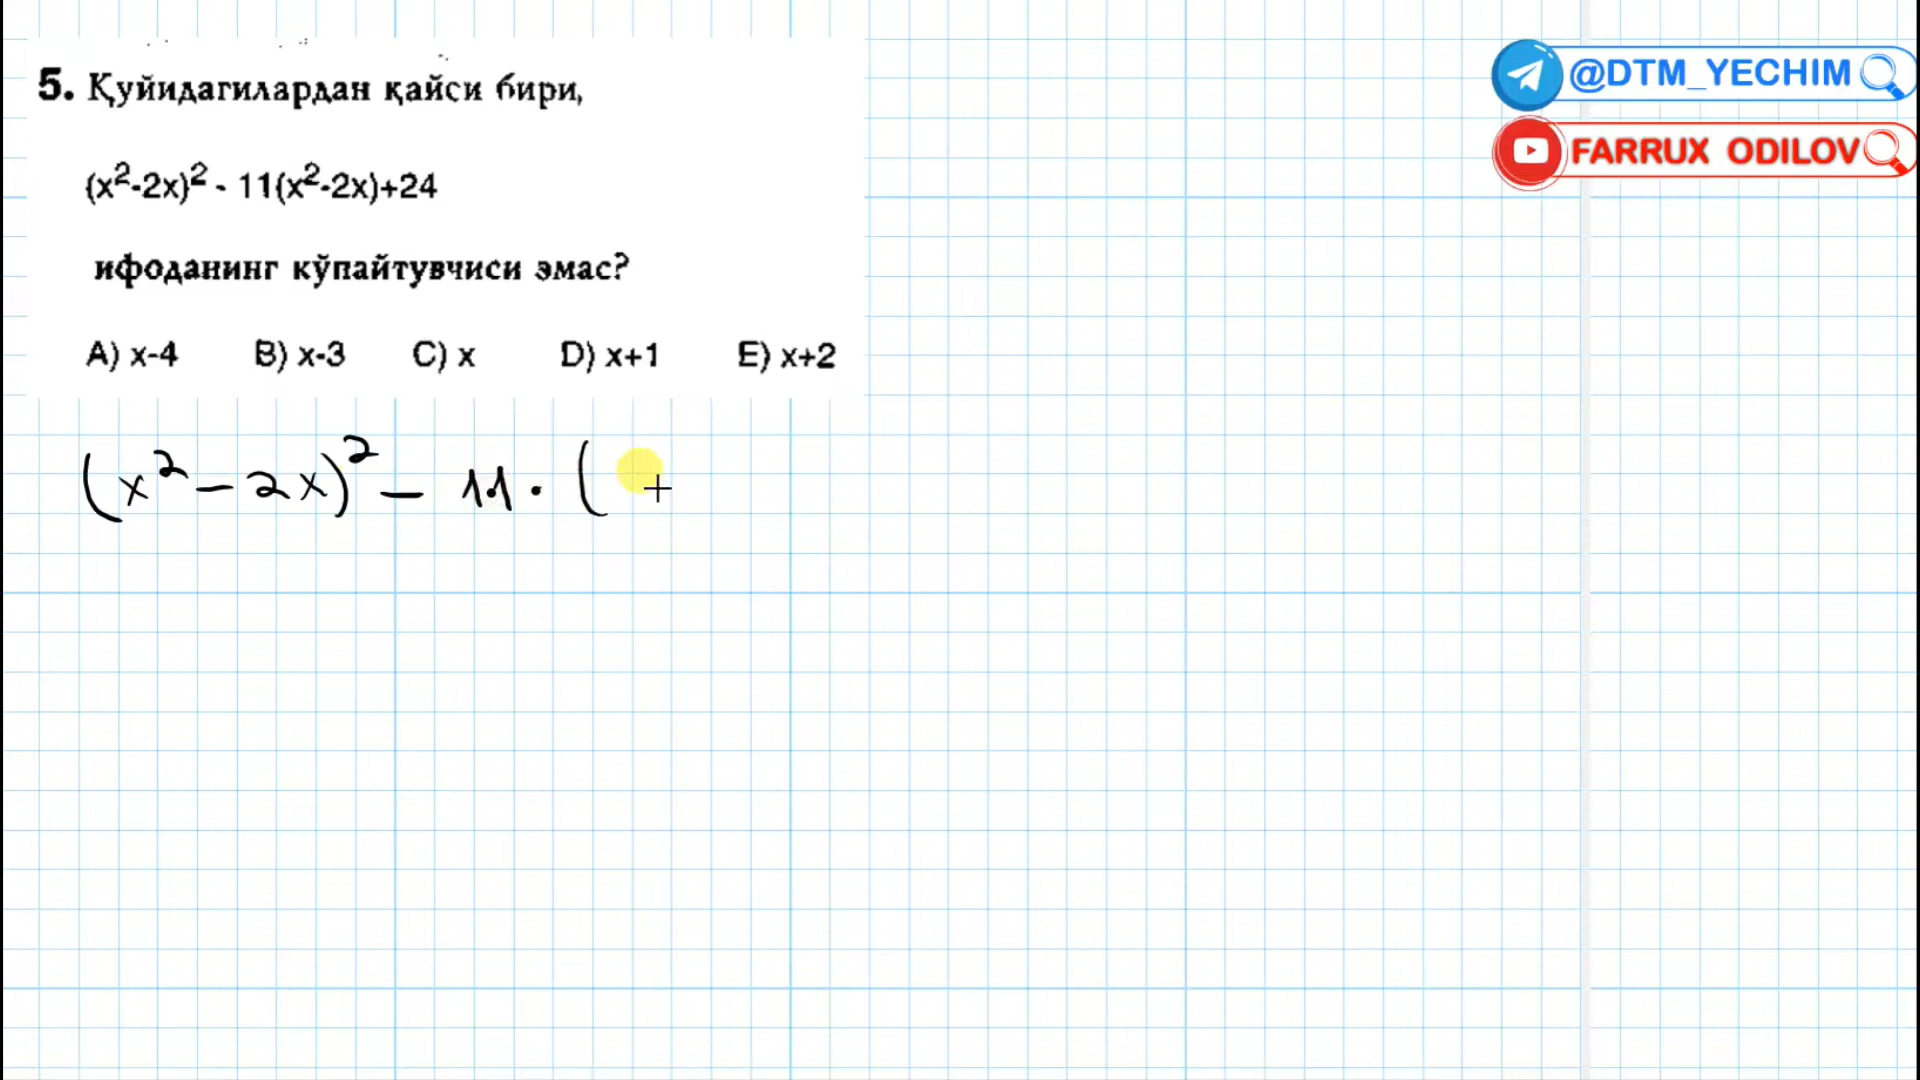 5. Қуйидагилардан қайси бири,
(x²-2x)² - 11(x²-2x)+24
ифоданинг кўпайтувчиси эмас?
A) x-4 B) x-3 C) x D) x+1 E) x+2
(x² - 2x)² - 11 · (
@DTM_YECHIM
FARRUX ODILOV